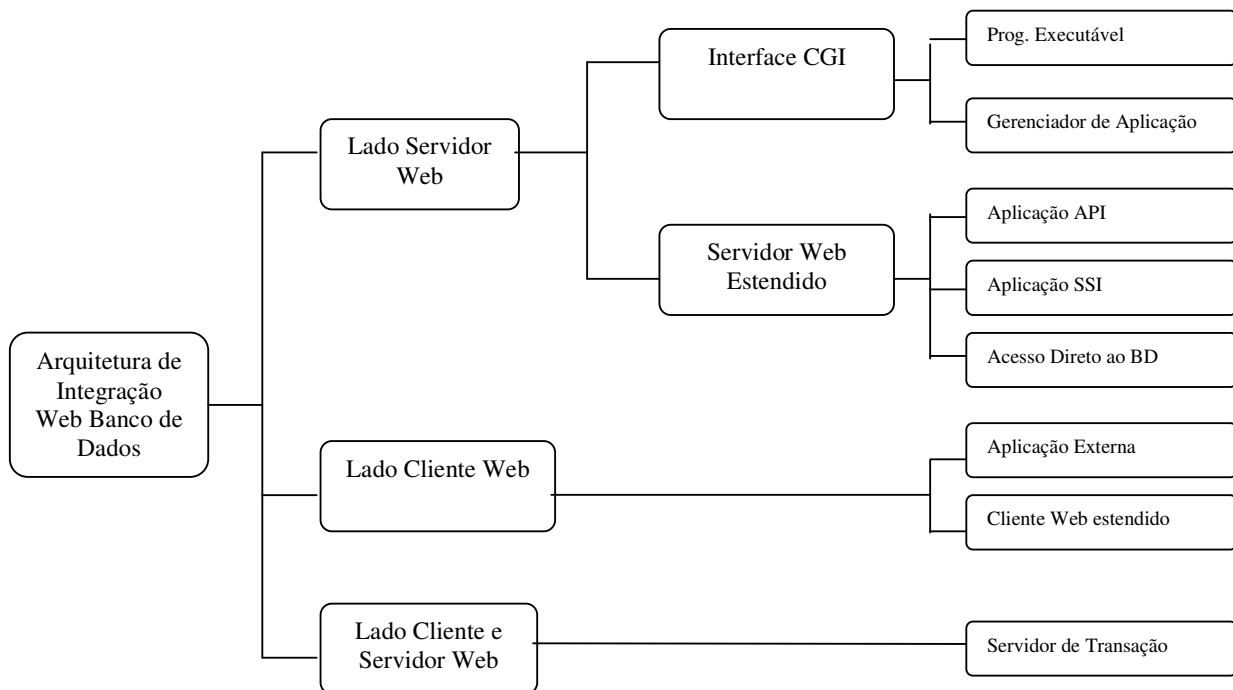 Arquitetura de
Integração
Web Banco de
Dados
Lado Servidor
Web
Interface CGI
Prog. Executável
Gerenciador de Aplicação
Servidor Web
Estendido
Aplicação API
Aplicação SSI
Acesso Direto ao BD
Lado Cliente Web
Aplicação Externa
Cliente Web estendido
Lado Cliente e
Servidor Web
Servidor de Transação